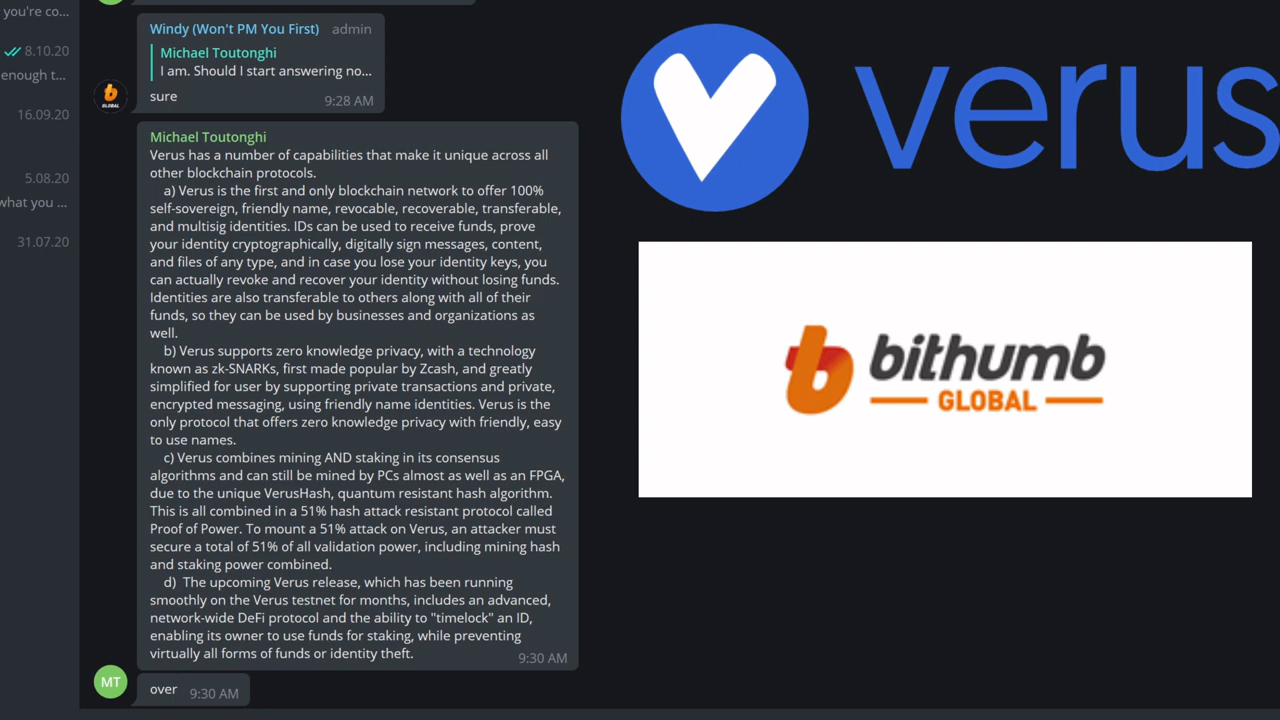 you're co...
8.10.20
enough t...
16.09.20
5.08.20
what you ...
31.07.20
Windy (Won't PM You First) admin
Michael Toutonghi
I am. Should I start answering no...
sure 9:28 AM
GLOBAL
Michael Toutonghi
Verus has a number of capabilities that make it unique across all
other blockchain protocols.
a) Verus is the first and only blockchain network to offer 100%
self-sovereign, friendly name, revocable, recoverable, transferable,
and multisig identities. IDs can be used to receive funds, prove
your identity cryptographically, digitally sign messages, content,
and files of any type, and in case you lose your identity keys, you
can actually revoke and recover your identity without losing funds.
Identities are also transferable to others along with all of their
funds, so they can be used by businesses and organizations as
well.
b) Verus supports zero knowledge privacy, with a technology
known as zk-SNARKs, first made popular by Zcash, and greatly
simplified for user by supporting private transactions and private,
encrypted messaging, using friendly name identities. Verus is the
only protocol that offers zero knowledge privacy with friendly, easy
to use names.
c) Verus combines mining AND staking in its consensus
algorithms and can still be mined by PCs almost as well as an FPGA,
due to the unique VerusHash, quantum resistant hash algorithm.
This is all combined in a 51% hash attack resistant protocol called
Proof of Power. To mount a 51% attack on Verus, an attacker must
secure a total of 51% of all validation power, including mining hash
and staking power combined.
d) The upcoming Verus release, which has been running
smoothly on the Verus testnet for months, includes an advanced,
network-wide DeFi protocol and the ability to "timelock" an ID,
enabling its owner to use funds for staking, while preventing
virtually all forms of funds or identity theft.
9:30 AM
MT
over 9:30 AM
verus
bithumb
GLOBAL